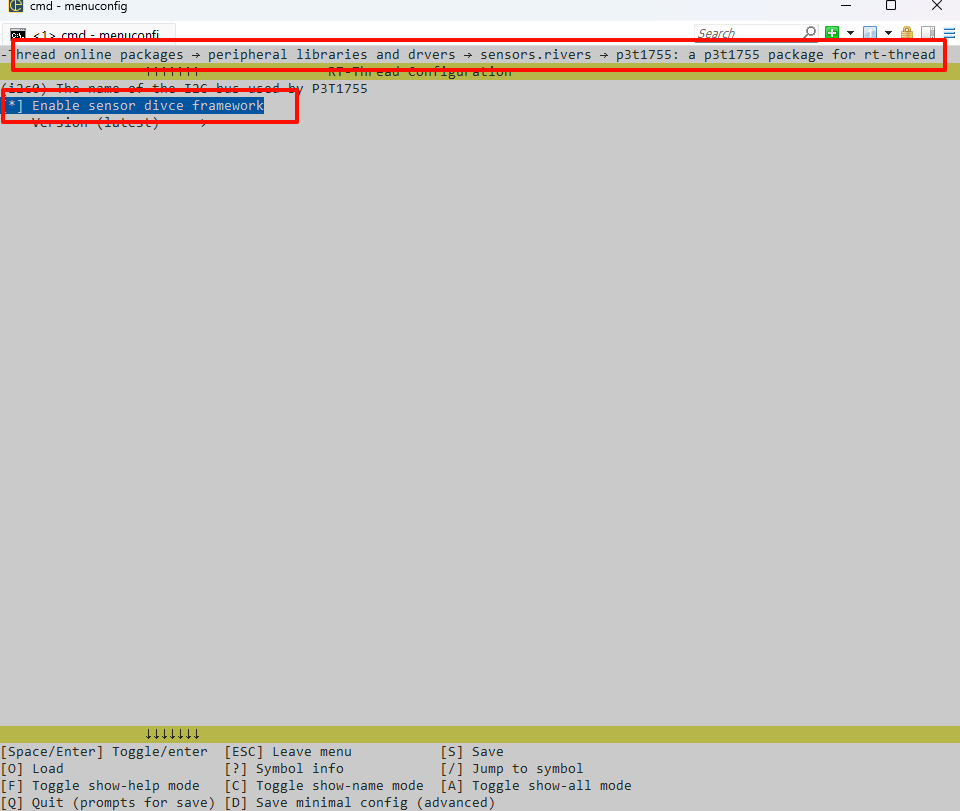 cmd - menuconfig
<1> cmd - menuconfi
Search
-Thread online packages → peripheral libraries and drvers → sensors.rivers → p3t1755: a p3t1755 package for rt-thread
↑↑↑↑↑↑↑ RT-Thread Configuration
(i2c0) The name of the I2C bus used by P3T1755
[*] Enable sensor divce framework
Version (latest) --->
↓↓↓↓↓↓↓
[Space/Enter] Toggle/enter [ESC] Leave menu [S] Save
[O] Load [?] Symbol info [/] Jump to symbol
[F] Toggle show-help mode [C] Toggle show-name mode [A] Toggle show-all mode
[Q] Quit (prompts for save) [D] Save minimal config (advanced)